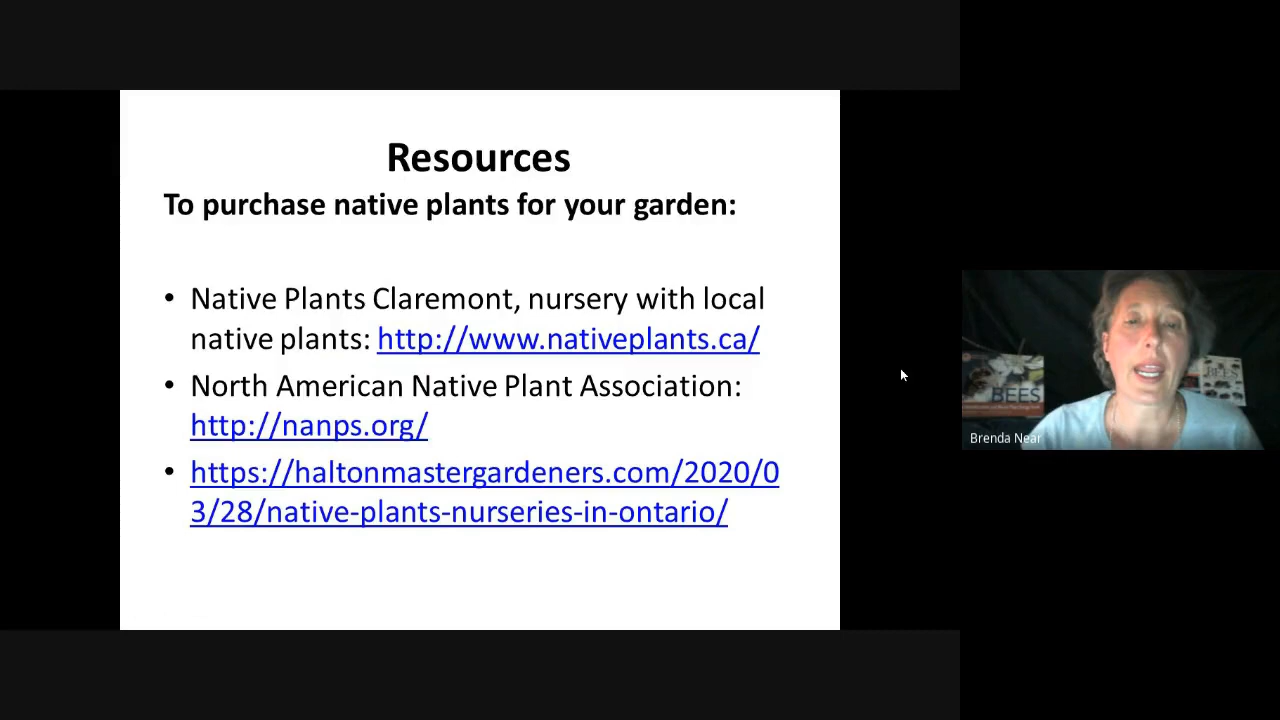 Resources
To purchase native plants for your garden:
• Native Plants Claremont, nursery with local
native plants: http://www.nativeplants.ca/
• North American Native Plant Association:
http://nanps.org/
• https://haltonmastergardeners.com/2020/0
3/28/native-plants-nurseries-in-ontario/
BEES
BEES
Brenda Near